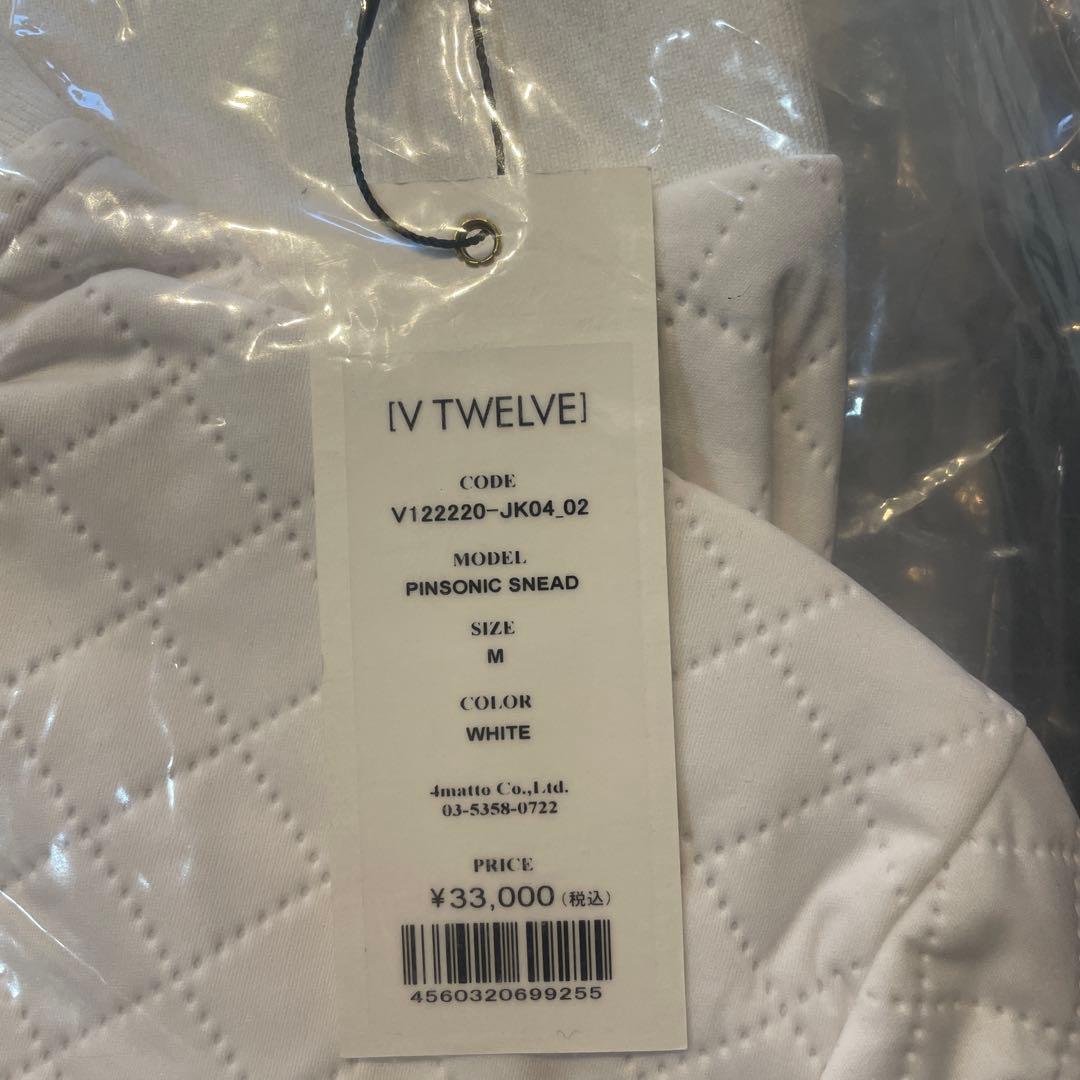 [V TWELVE]
CODE
V122220-JK04_02
MODEL
PINSONIC SNEAD
SIZE
M
COLOR
WHITE
4matto Co.,Ltd.
03-5358-0722
PRICE
¥33,000(税込)
4560320699255